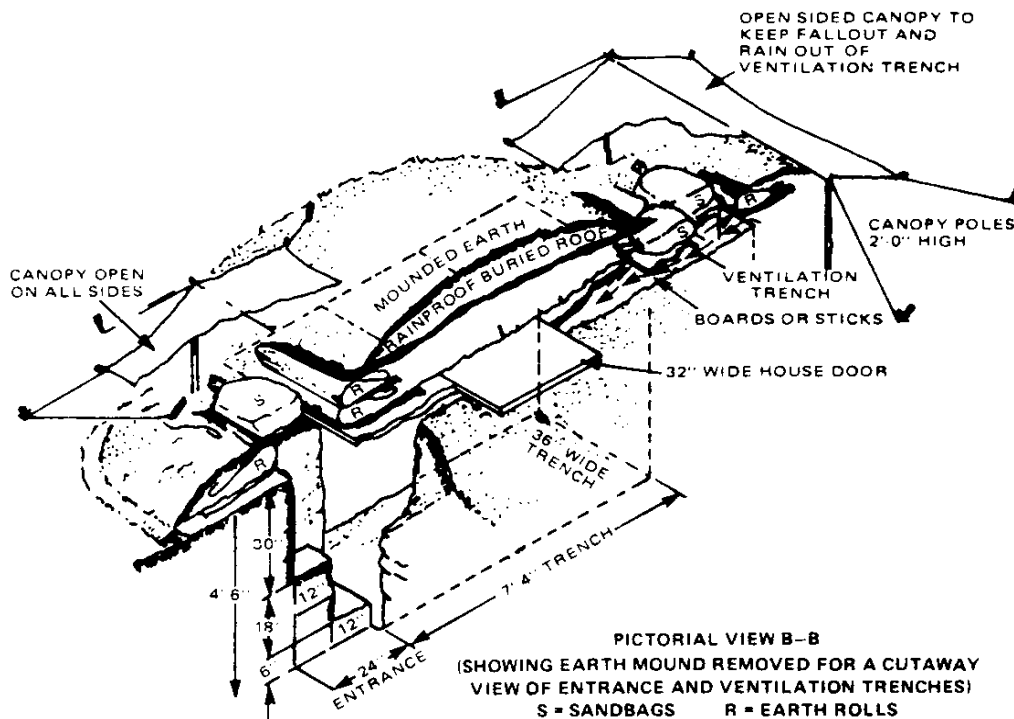 OPEN SIDED CANOPY TO
KEEP FALLOUT AND
RAIN OUT OF
VENTILATION TRENCH
CANOPY POLES
2'-0" HIGH
CANOPY OPEN
ON ALL SIDES
MOUNDED EARTH
RAINPROOF BURIED ROOF
S
R
S
VENTILATION
TRENCH
BOARDS OR STICKS
32" WIDE HOUSE DOOR
R
R
S
R
36" WIDE
TRENCH
7'-4" TRENCH
30"
4'-6"
12"
18"
12"
6"
24"
ENTRANCE
PICTORIAL VIEW B–B
(SHOWING EARTH MOUND REMOVED FOR A CUTAWAY
VIEW OF ENTRANCE AND VENTILATION TRENCHES)
S = SANDBAGS R = EARTH ROLLS